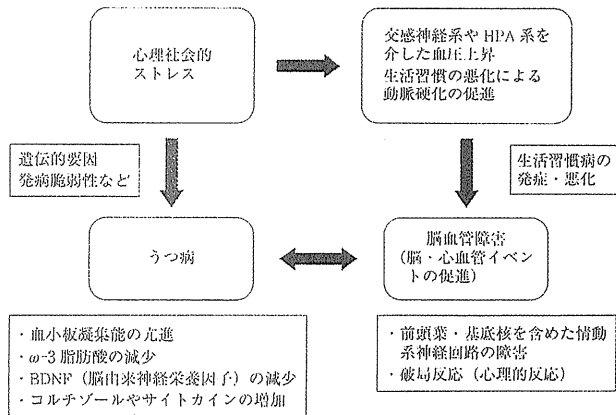 心理社会的
ストレス
交感神経系や HPA 系を
介した血圧上昇
生活習慣の悪化による
動脈硬化の促進
遺伝的要因
発病脆弱性など
生活習慣病の
発症・悪化
うつ病
脳血管障害
(脳・心血管イベン
トの促進)
・血小板凝集能の亢進
・ω-3 脂肪酸の減少
・BDNF（脳由来神経栄養因子）の減少
・コルチゾールやサイトカインの増加
・前頭葉・基底核を含めた情動
系神経回路の障害
・破局反応（心理的反応）